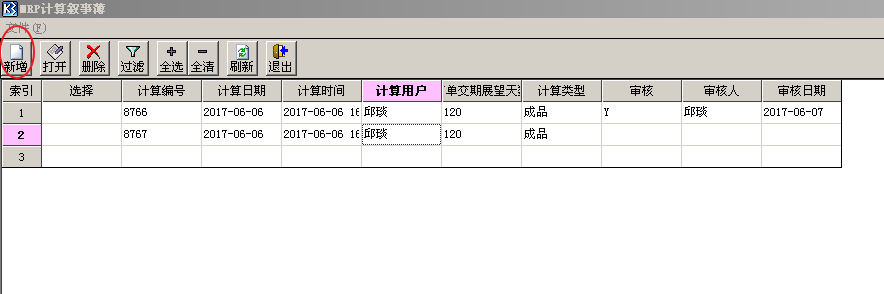 MRP计算叙事薄
文件(F)
新增 打开 删除 过滤 全选 全清 刷新 退出
索引 选择 计算编号 计算日期 计算时间 计算用户 单交期展望天数 计算类型 审核 审核人 审核日期
1 8766 2017-06-06 2017-06-06 16 邱琰 120 成品 Y 邱琰 2017-06-07
2 8767 2017-06-06 2017-06-06 16 邱琰 120 成品
3